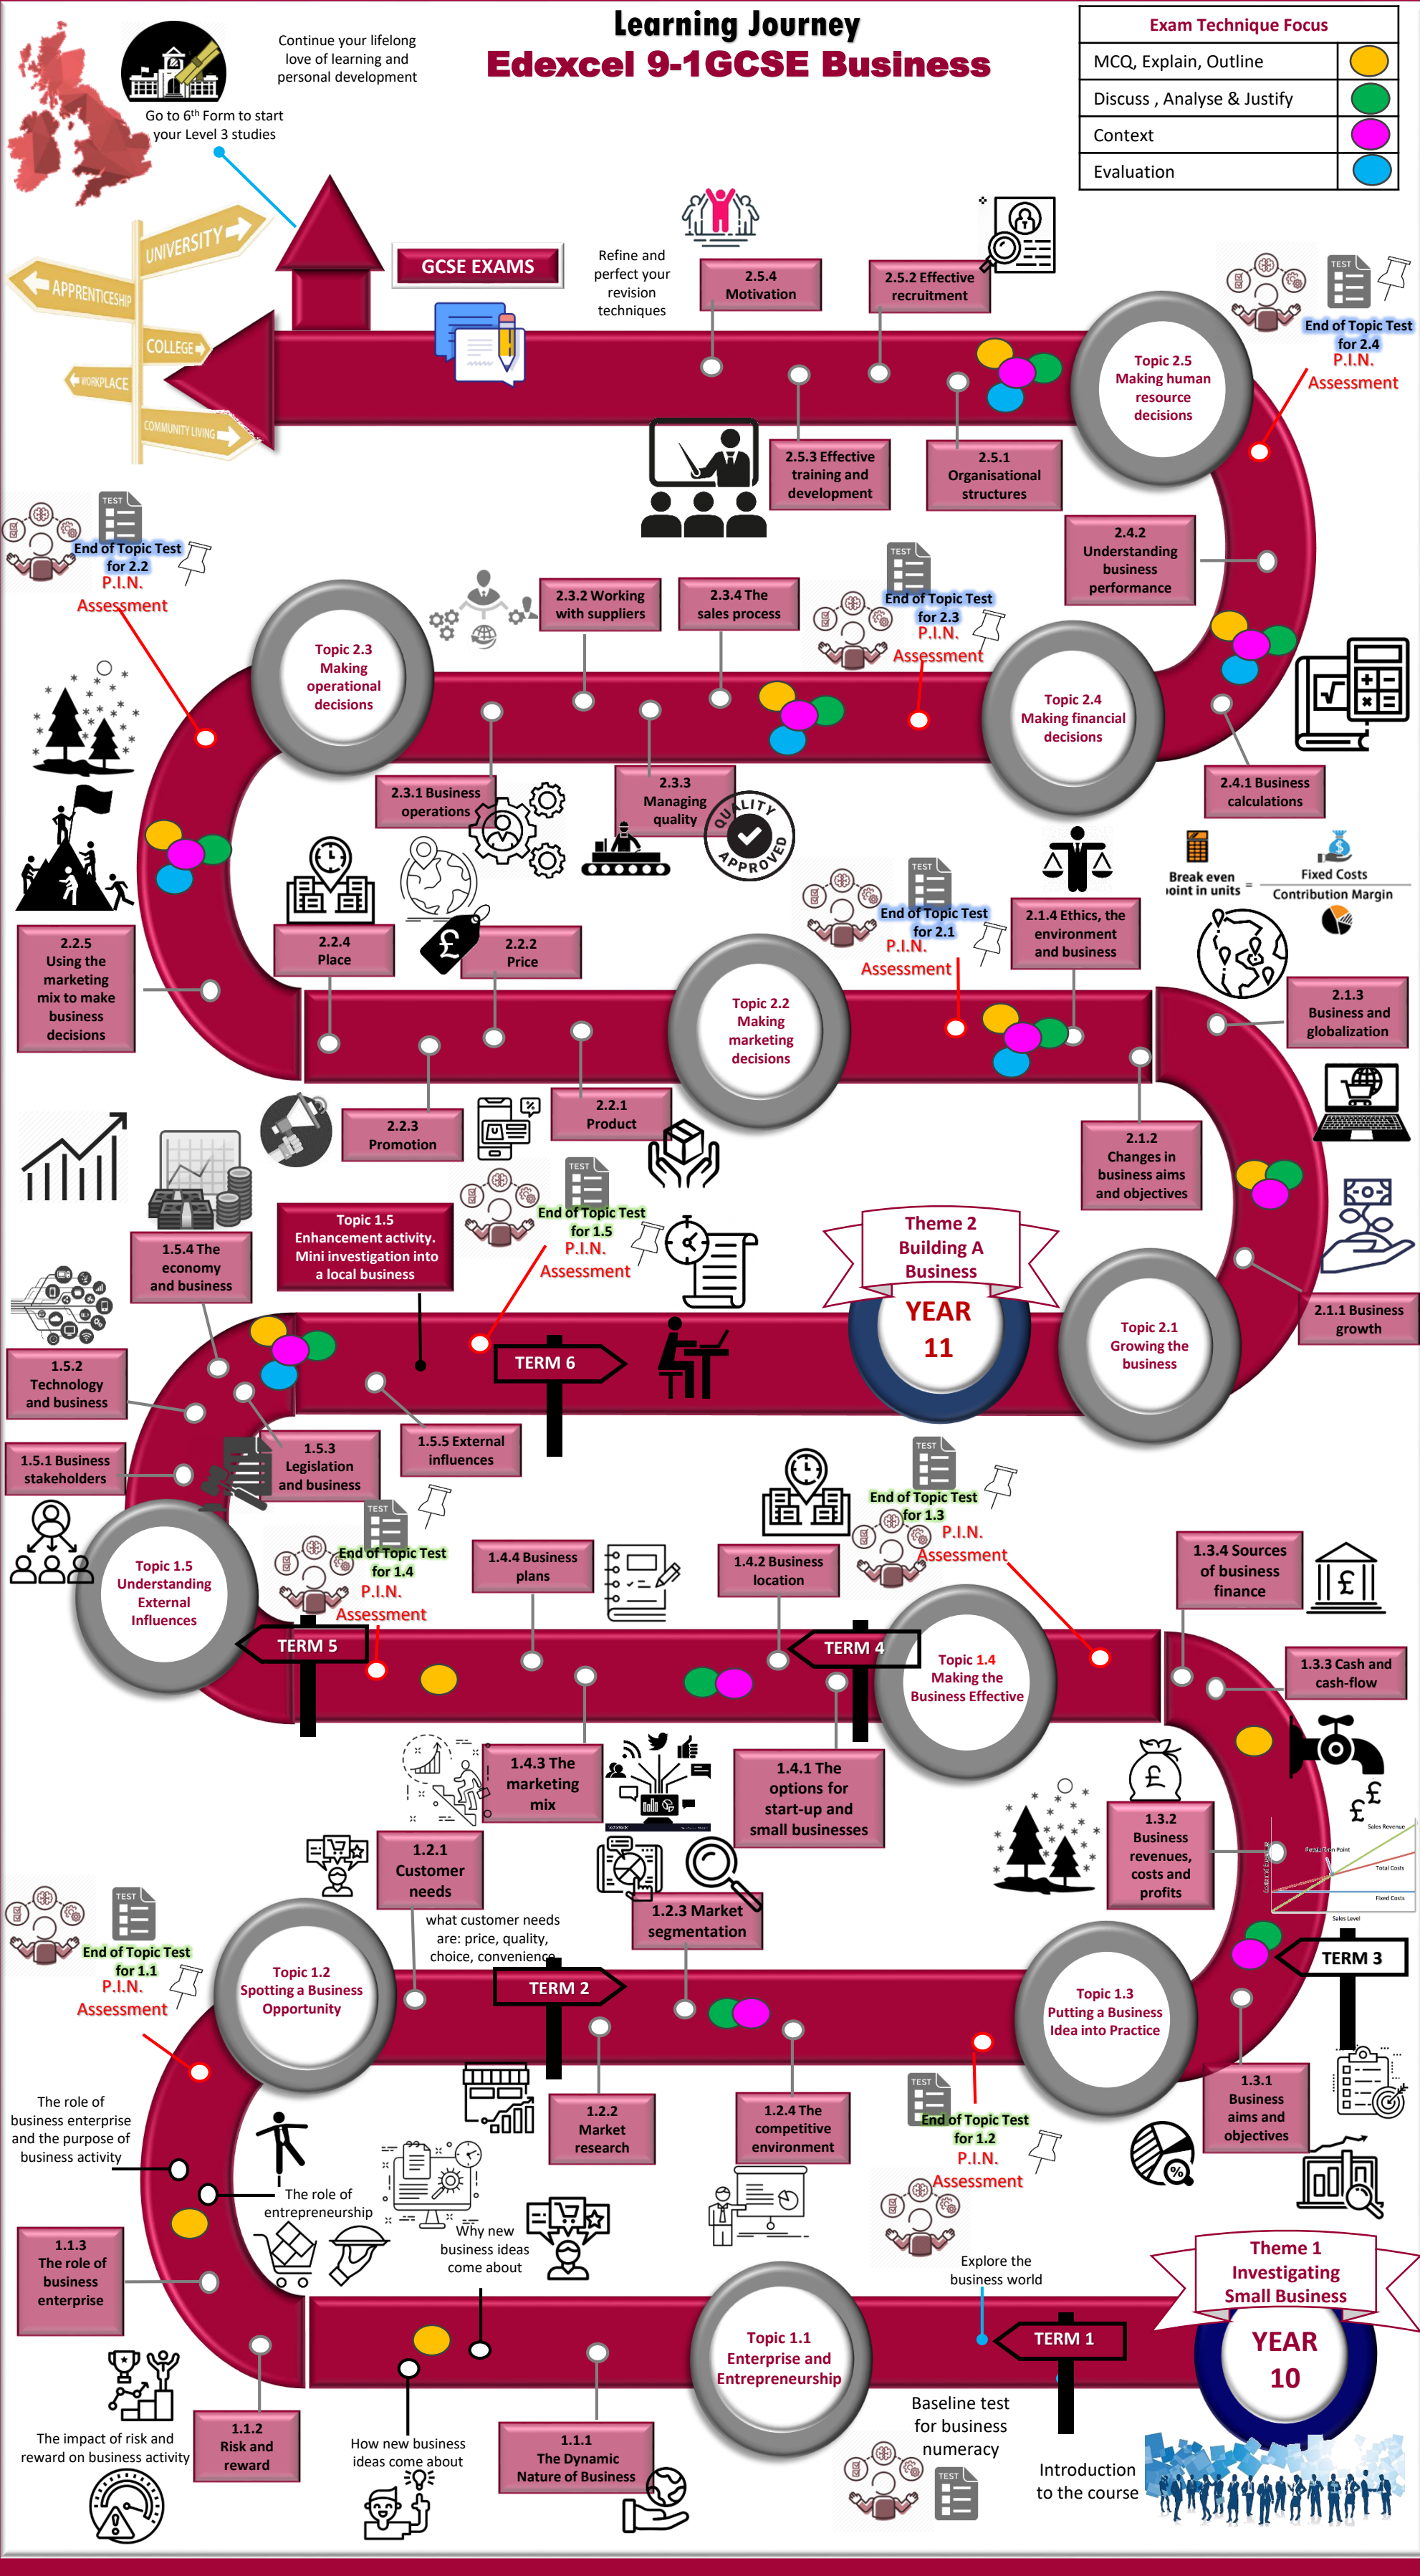 Learning Journey
Edexcel 9-1GCSE Business
Exam Technique Focus
MCQ, Explain, Outline
Discuss , Analyse & Justify
Context
Evaluation
Continue your lifelong
love of learning and
personal development
Go to 6th Form to start
your Level 3 studies
UNIVERSITY
APPRENTICESHIP
COLLEGE
WORKPLACE
COMMUNITY LIVING
GCSE EXAMS
Refine and
perfect your
revision
techniques
2.5.4
Motivation
2.5.2 Effective
recruitment
TEST
End of Topic Test
for 2.4
P.I.N.
Assessment
Topic 2.5
Making human
resource
decisions
2.5.3 Effective
training and
development
2.5.1
Organisational
structures
2.4.2
Understanding
business
performance
TEST
End of Topic Test
for 2.2
P.I.N.
Assessment
Topic 2.3
Making
operational
decisions
2.3.2 Working
with suppliers
2.3.4 The
sales process
TEST
End of Topic Test
for 2.3
P.I.N.
Assessment
Topic 2.4
Making financial
decisions
2.3.1 Business
operations
2.3.3
Managing
quality
QUALITY
APPROVED
2.4.1 Business
calculations
Break even
point in units
=
Fixed Costs
Contribution Margin
2.2.5
Using the
marketing
mix to make
business
decisions
2.2.4
Place
£
2.2.2
Price
TEST
End of Topic Test
for 2.1
P.I.N.
Assessment
2.1.4 Ethics, the
environment
and business
Topic 2.2
Making
marketing
decisions
2.1.3
Business and
globalization
2.2.3
Promotion
2.2.1
Product
2.1.2
Changes in
business aims
and objectives
TEST
End of Topic Test
for 1.5
P.I.N.
Assessment
Topic 1.5
Enhancement activity.
Mini investigation into
a local business
1.5.4 The
economy
and business
Theme 2
Building A
Business
YEAR
11
Topic 2.1
Growing the
business
2.1.1 Business
growth
TERM 6
1.5.2
Technology
and business
1.5.1 Business
stakeholders
1.5.3
Legislation
and business
1.5.5 External
influences
Topic 1.5
Understanding
External
Influences
TEST
End of Topic Test
for 1.4
P.I.N.
Assessment
TERM 5
1.4.4 Business
plans
1.4.2 Business
location
TEST
End of Topic Test
for 1.3
P.I.N.
Assessment
TERM 4
Topic 1.4
Making the
Business Effective
1.3.4 Sources
of business
finance
£
1.3.3 Cash and
cash-flow
1.4.3 The
marketing
mix
1.4.1 The
options for
start-up and
small businesses
£
££
1.3.2
Business
revenues,
costs and
profits
Sales Revenue
Total Costs
Fixed Costs
Sales Level
1.2.1
Customer
needs
what customer needs
are: price, quality,
choice, convenience
1.2.3 Market
segmentation
TEST
End of Topic Test
for 1.1
P.I.N.
Assessment
Topic 1.2
Spotting a Business
Opportunity
TERM 2
Topic 1.3
Putting a Business
Idea into Practice
TERM 3
1.2.2
Market
research
1.2.4 The
competitive
environment
TEST
End of Topic Test
for 1.2
P.I.N.
Assessment
1.3.1
Business
aims and
objectives
%
The role of
business enterprise
and the purpose of
business activity
The role of
entrepreneurship
1.1.3
The role of
business
enterprise
Why new
business ideas
come about
Explore the
business world
Theme 1
Investigating
Small Business
YEAR
10
TERM 1
Topic 1.1
Enterprise and
Entrepreneurship
The impact of risk and
reward on business activity
1.1.2
Risk and
reward
How new business
ideas come about
1.1.1
The Dynamic
Nature of Business
Baseline test
for business
numeracy
TEST
Introduction
to the course